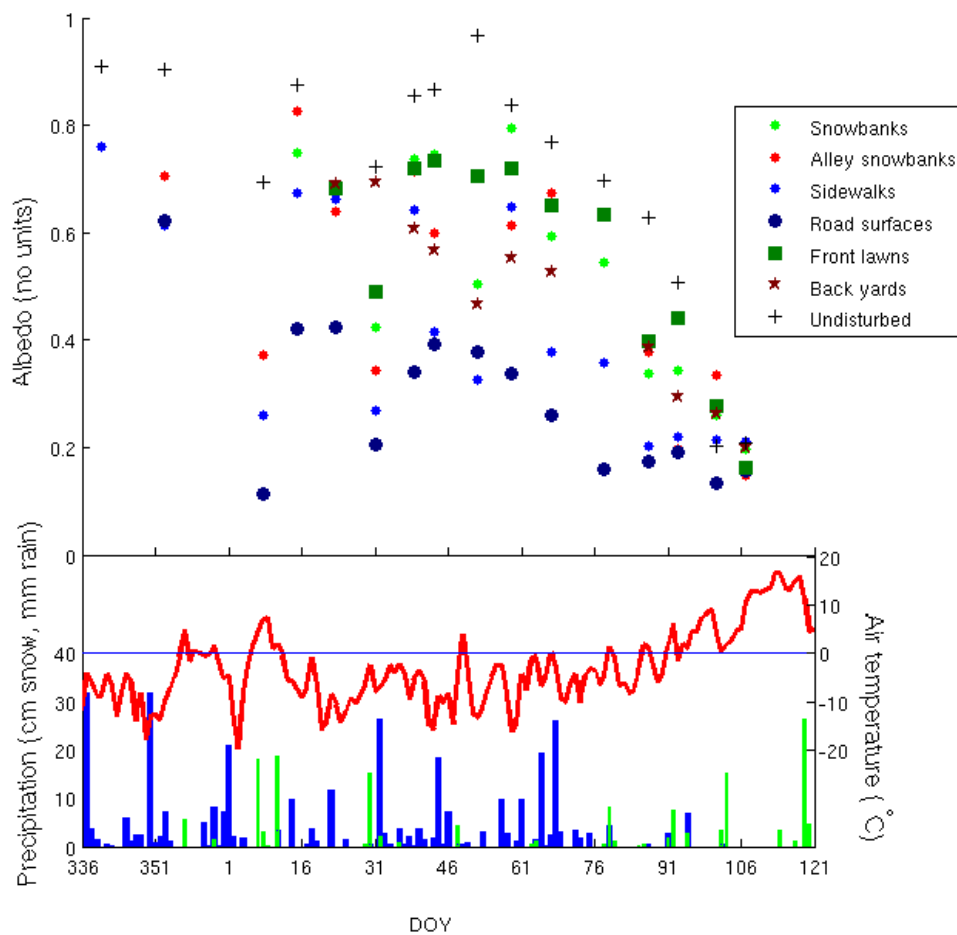 1
0.8
0.6
0.4
0.2
0
Albedo (no units)
Snowbanks
Alley snowbanks
Sidewalks
Road surfaces
Front lawns
Back yards
Undisturbed
40
30
20
10
0
Precipitation (cm snow, mm rain)
20
10
0
-10
-20
Air temperature (°C)
336 351 1 16 31 46 61 76 91 106 121
DOY